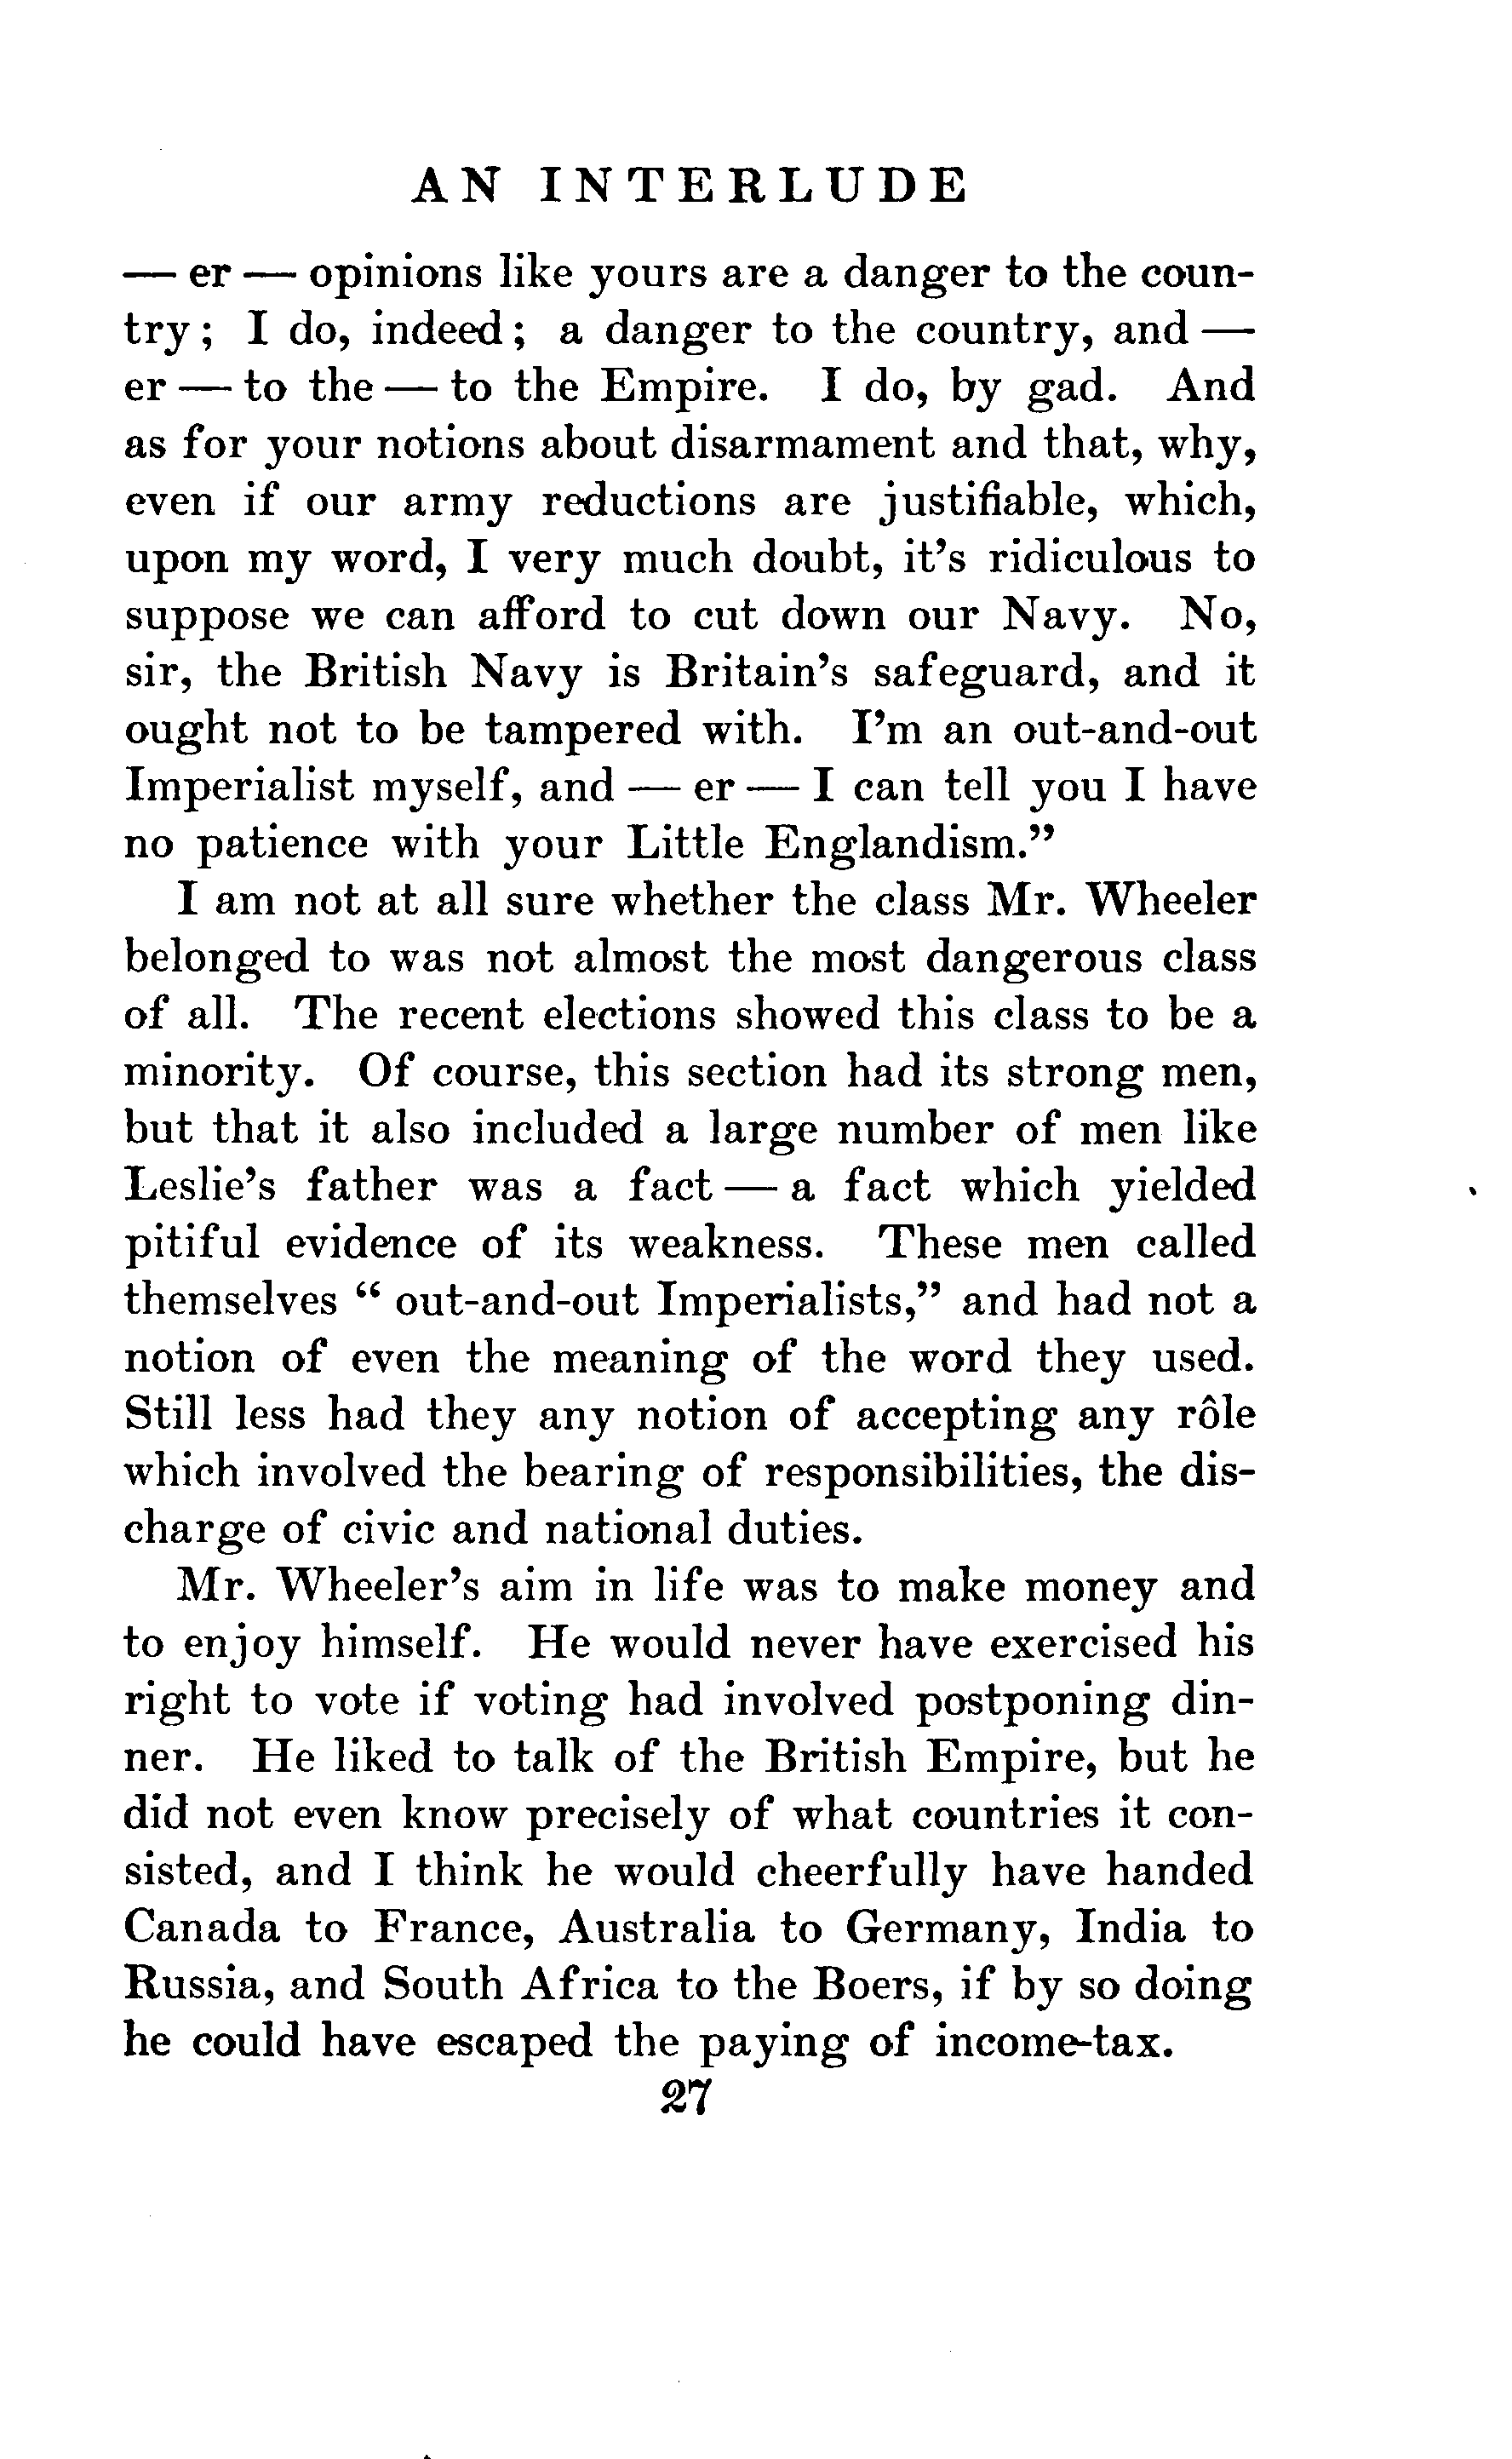 AN INTERLUDE
— er — opinions like yours are a danger to the coun-
try; I do, indeed; a danger to the country, and —
er — to the — to the Empire. I do, by gad. And
as for your notions about disarmament and that, why,
even if our army reductions are justifiable, which,
upon my word, I very much doubt, it's ridiculous to
suppose we can afford to cut down our Navy. No,
sir, the British Navy is Britain's safeguard, and it
ought not to be tampered with. I'm an out-and-out
Imperialist myself, and — er — I can tell you I have
no patience with your Little Englandism.”
I am not at all sure whether the class Mr. Wheeler
belonged to was not almost the most dangerous class
of all. The recent elections showed this class to be a
minority. Of course, this section had its strong men,
but that it also included a large number of men like
Leslie's father was a fact — a fact which yielded
pitiful evidence of its weakness. These men called
themselves “ out-and-out Imperialists,” and had not a
notion of even the meaning of the word they used.
Still less had they any notion of accepting any rôle
which involved the bearing of responsibilities, the dis-
charge of civic and national duties.
Mr. Wheeler's aim in life was to make money and
to enjoy himself. He would never have exercised his
right to vote if voting had involved postponing din-
ner. He liked to talk of the British Empire, but he
did not even know precisely of what countries it con-
sisted, and I think he would cheerfully have handed
Canada to France, Australia to Germany, India to
Russia, and South Africa to the Boers, if by so doing
he could have escaped the paying of income-tax.
27